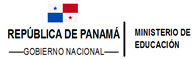 REPÚBLICA DE PANAMÁ
GOBIERNO NACIONAL
MINISTERIO DE
EDUCACIÓN